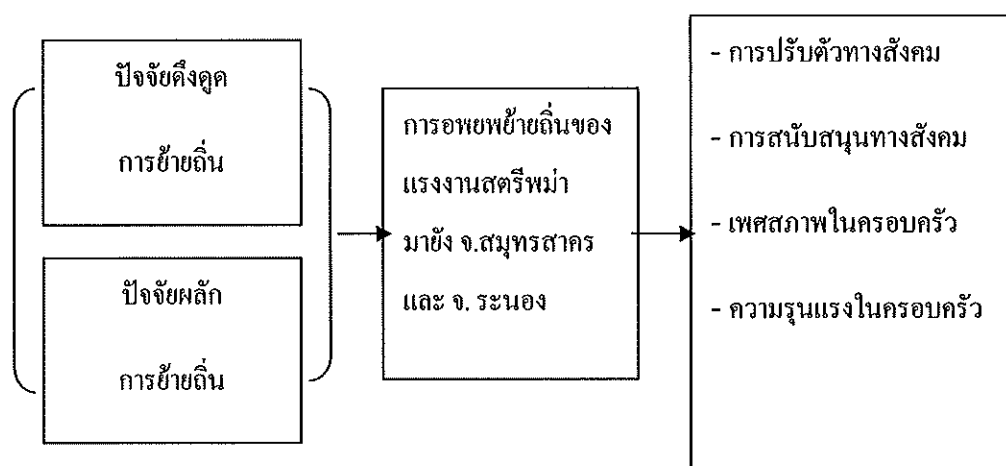 ปัจจัยดึงดูด
การย้ายถิ่น
ปัจจัยผลัก
การย้ายถิ่น
การอพยพย้ายถิ่นของ
แรงงานสตรีพม่า
มายัง จ.สมุทรสาคร
และ จ. ระนอง
- การปรับตัวทางสังคม
- การสนับสนุนทางสังคม
- เพศสภาพในครอบครัว
- ความรุนแรงในครอบครัว